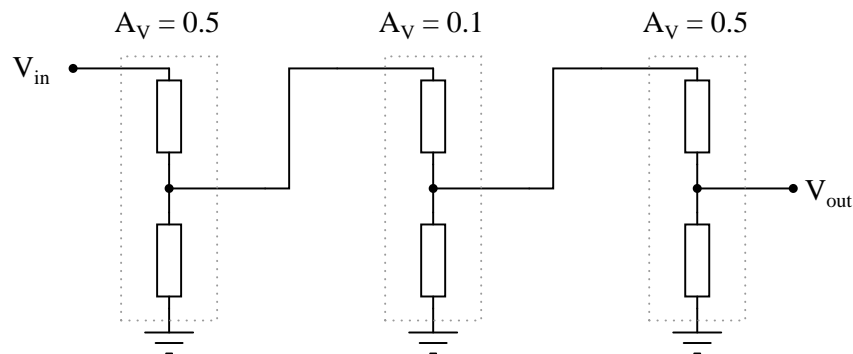 A_V = 0.5
A_V = 0.1
A_V = 0.5
V_in
V_out